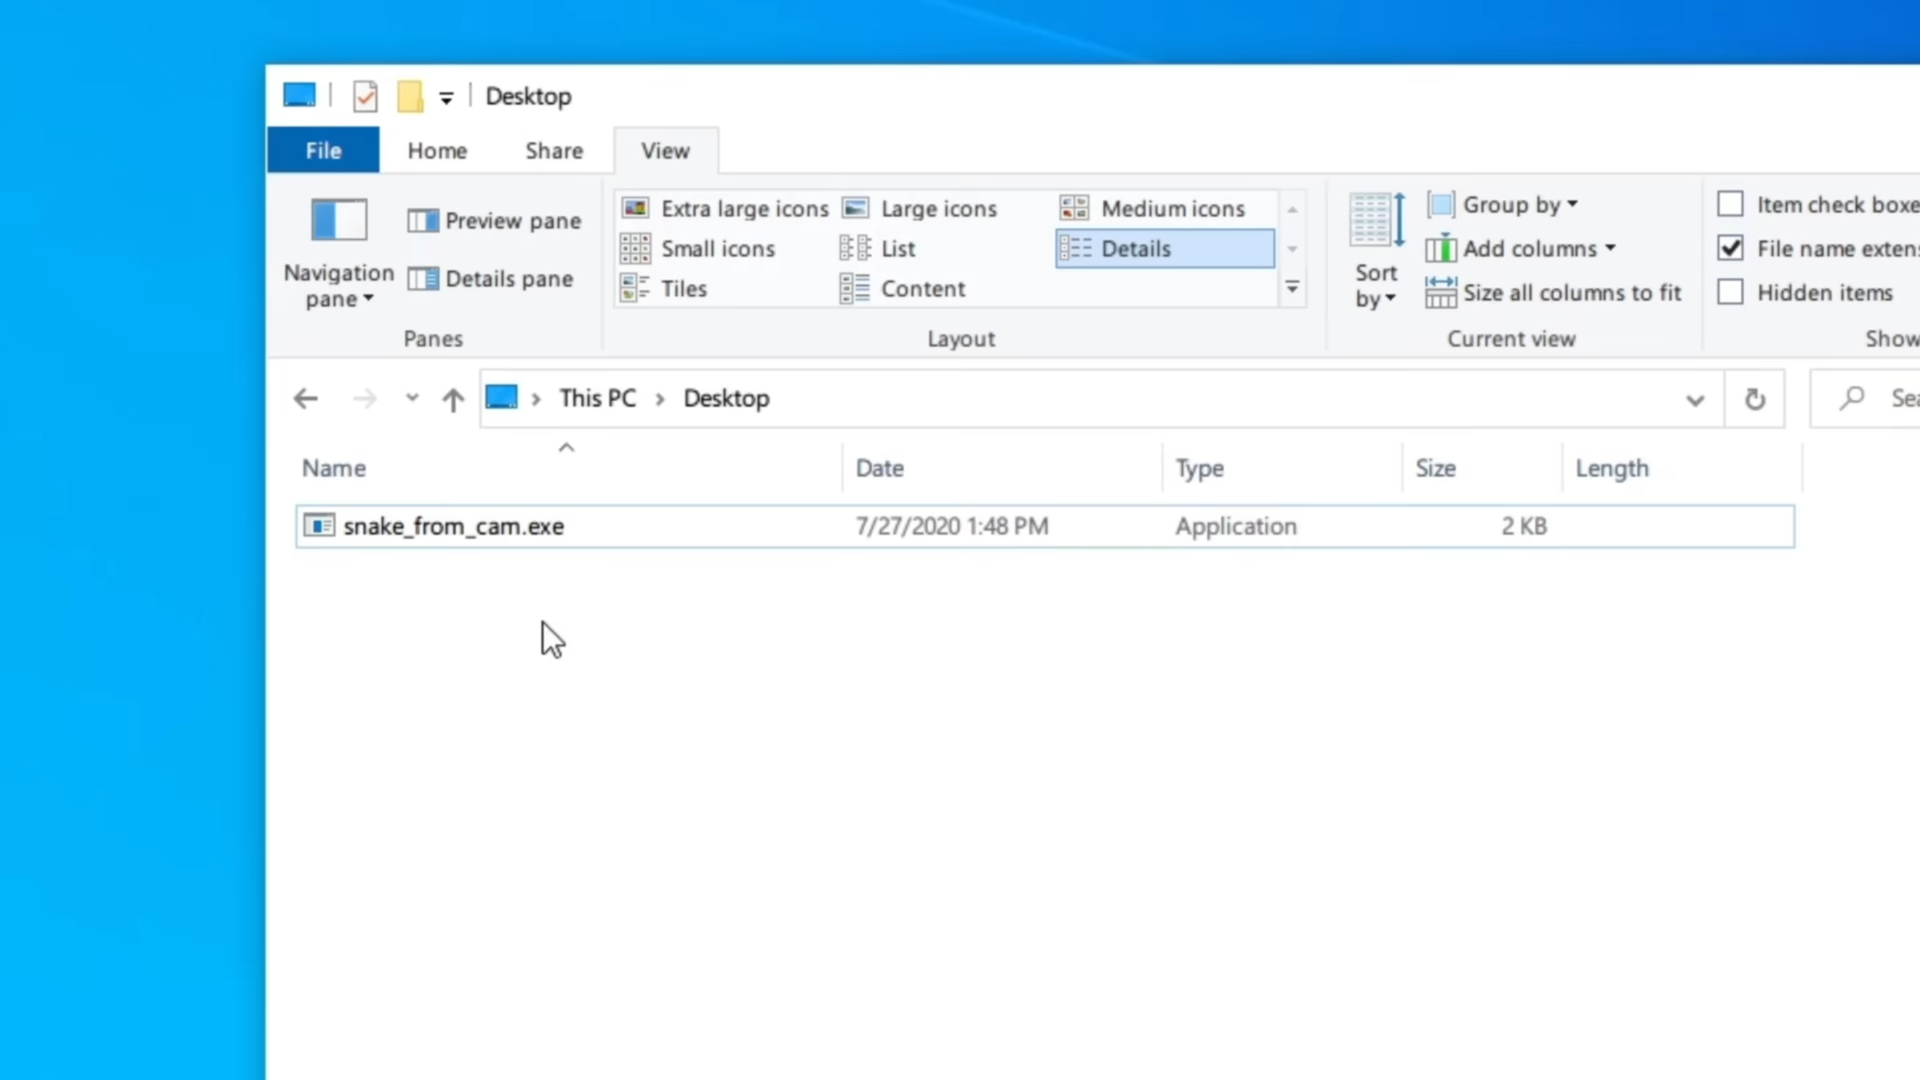 Desktop
File Home Share View
Navigation pane
Preview pane
Details pane
Panes
Extra large icons Large icons Medium icons
Small icons List Details
Tiles Content
Layout
Sort by
Group by
Add columns
Size all columns to fit
Current view
Item check boxe
File name extens
Hidden items
Show
This PC Desktop
Sea
Name Date Type Size Length
snake_from_cam.exe 7/27/2020 1:48 PM Application 2 KB